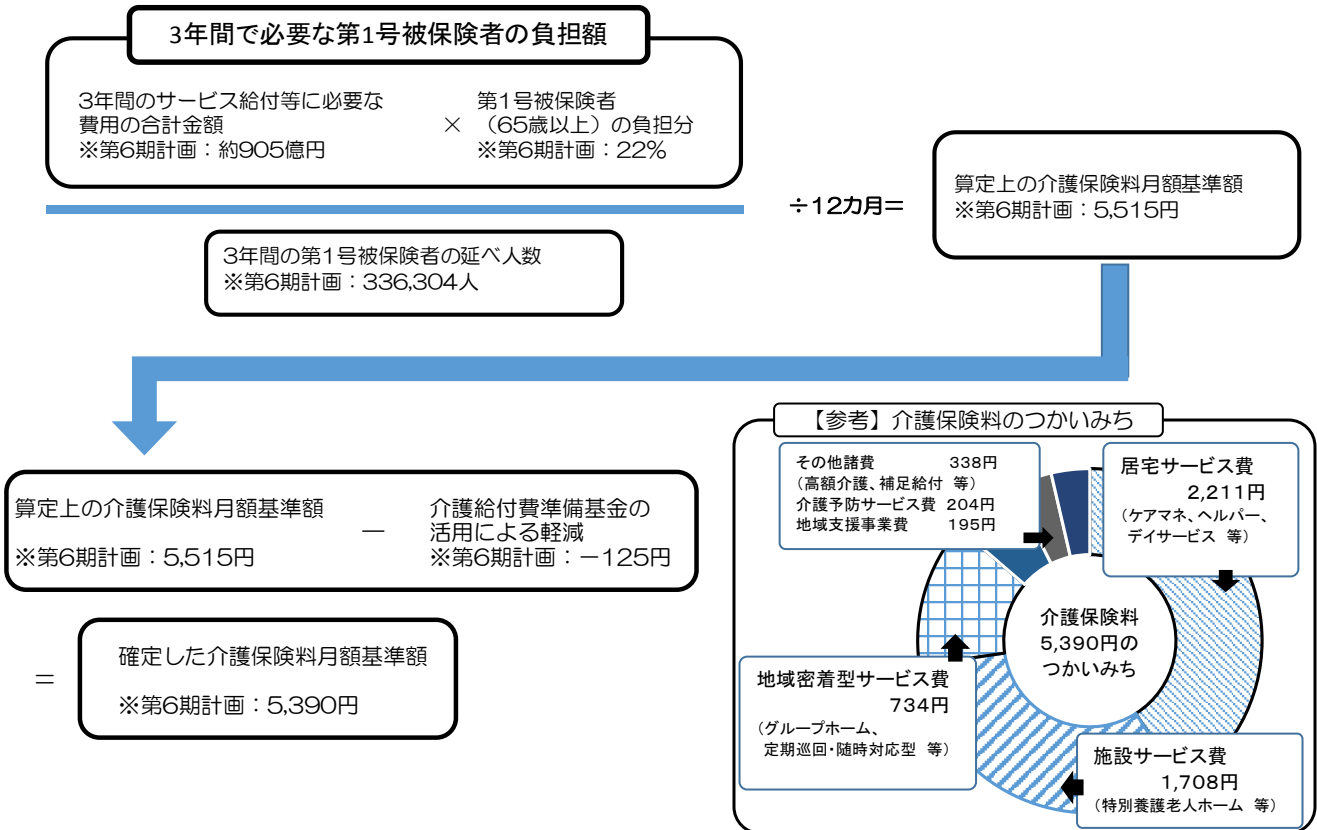 3年間で必要な第1号被保険者の負担額
3年間のサービス給付等に必要な
費用の合計金額
※第6期計画：約905億円
×
第1号被保険者
（65歳以上）の負担分
※第6期計画：22%
3年間の第1号被保険者の延べ人数
※第6期計画：336,304人
÷12カ月＝
算定上の介護保険料月額基準額
※第6期計画：5,515円
算定上の介護保険料月額基準額
※第6期計画：5,515円
－
介護給付費準備基金の
活用による軽減
※第6期計画：－125円
＝
確定した介護保険料月額基準額
※第6期計画：5,390円
【参考】介護保険料のつかいみち
その他諸費 338円
（高額介護、補足給付 等）
介護予防サービス費 204円
地域支援事業費 195円
居宅サービス費
2,211円
（ケアマネ、ヘルパー、
デイサービス 等）
介護保険料
5,390円の
つかいみち
地域密着型サービス費
734円
（グループホーム、
定期巡回・随時対応型 等）
施設サービス費
1,708円
（特別養護老人ホーム 等）